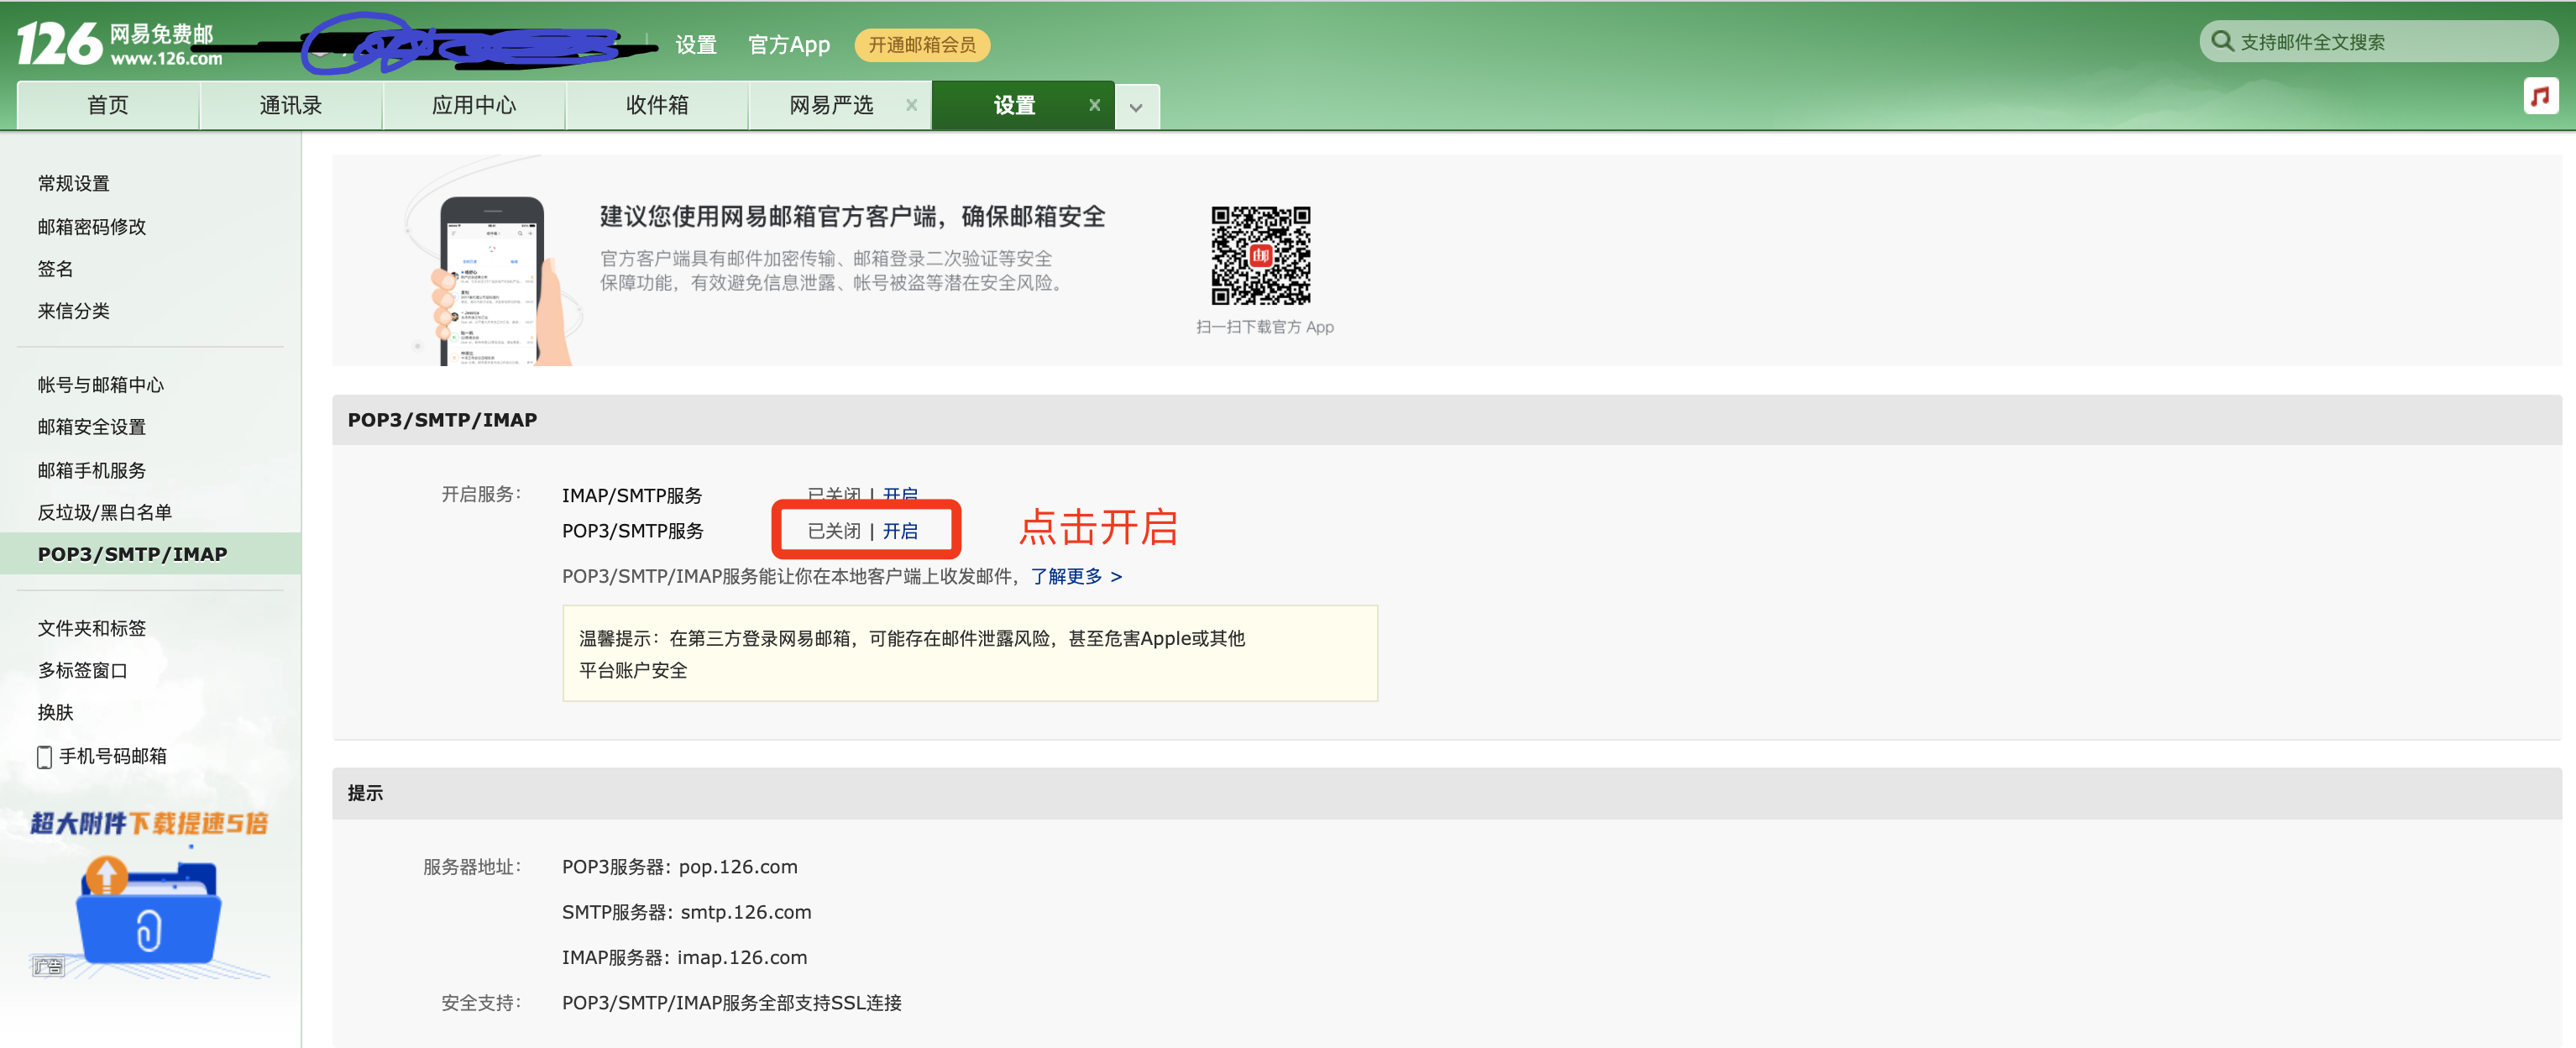 126 网易免费邮
www.126.com
设置 官方App 开通邮箱会员
支持邮件全文搜索
首页 通讯录 应用中心 收件箱 网易严选 设置
常规设置
邮箱密码修改
签名
来信分类
帐号与邮箱中心
邮箱安全设置
邮箱手机服务
反垃圾/黑白名单
POP3/SMTP/IMAP
文件夹和标签
多标签窗口
换肤
手机号码邮箱
超大附件下载提速5倍
广告
建议您使用网易邮箱官方客户端，确保邮箱安全
官方客户端具有邮件加密传输、邮箱登录二次验证等安全
保障功能，有效避免信息泄露、帐号被盗等潜在安全风险。
邮
扫一扫下载官方 App
POP3/SMTP/IMAP
开启服务： IMAP/SMTP服务 已关闭 | 开启
POP3/SMTP服务 已关闭 | 开启 点击开启
POP3/SMTP/IMAP服务能让你在本地客户端上收发邮件，了解更多 >
温馨提示：在第三方登录网易邮箱，可能存在邮件泄露风险，甚至危害Apple或其他
平台账户安全
提示
服务器地址： POP3服务器: pop.126.com
SMTP服务器: smtp.126.com
IMAP服务器: imap.126.com
安全支持： POP3/SMTP/IMAP服务全部支持SSL连接